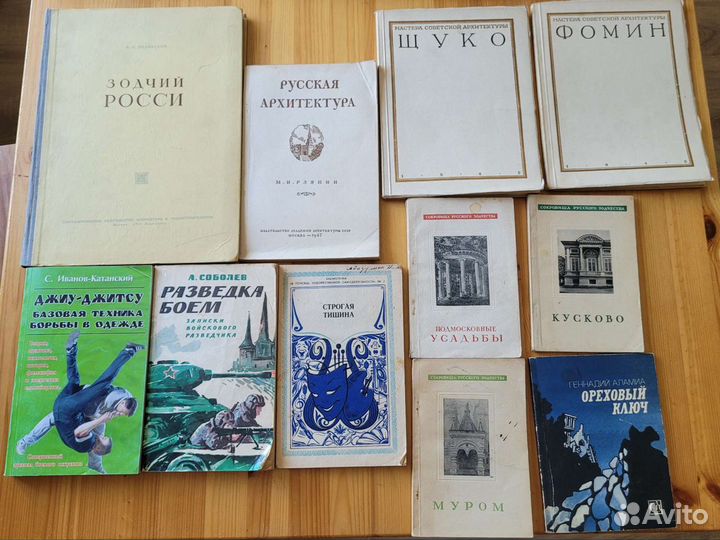 ЗОДЧИЙ
РОССИ
РУССКАЯ
АРХИТЕКТУРА
МАСТЕРА СОВЕТСКОЙ АРХИТЕКТУРЫ
ЩУКО
МАСТЕРА СОВЕТСКОЙ АРХИТЕКТУРЫ
ФОМИН
С. Иванов-Катанский
ДЖИУ-ДЖИТСУ
БАЗОВАЯ ТЕХНИКА
БОРЬБЫ В ОДЕЖДЕ
А. СОБОЛЕВ
РАЗВЕДКА
БОЕМ
ЗАПИСКИ
ВОЙСКОВОГО
РАЗВЕДЧИКА
СТРОГАЯ
ТИШИНА
СОКРОВИЩА РУССКОГО ЗОДЧЕСТВА
ПОДМОСКОВНЫЕ
УСАДЬБЫ
СОКРОВИЩА РУССКОГО ЗОДЧЕСТВА
КУСКОВО
СОКРОВИЩА РУССКОГО ЗОДЧЕСТВА
МУРОМ
ГЕННАДИЙ АЛАМИА
ОРЕХОВЫЙ
КЛЮЧ
Avito